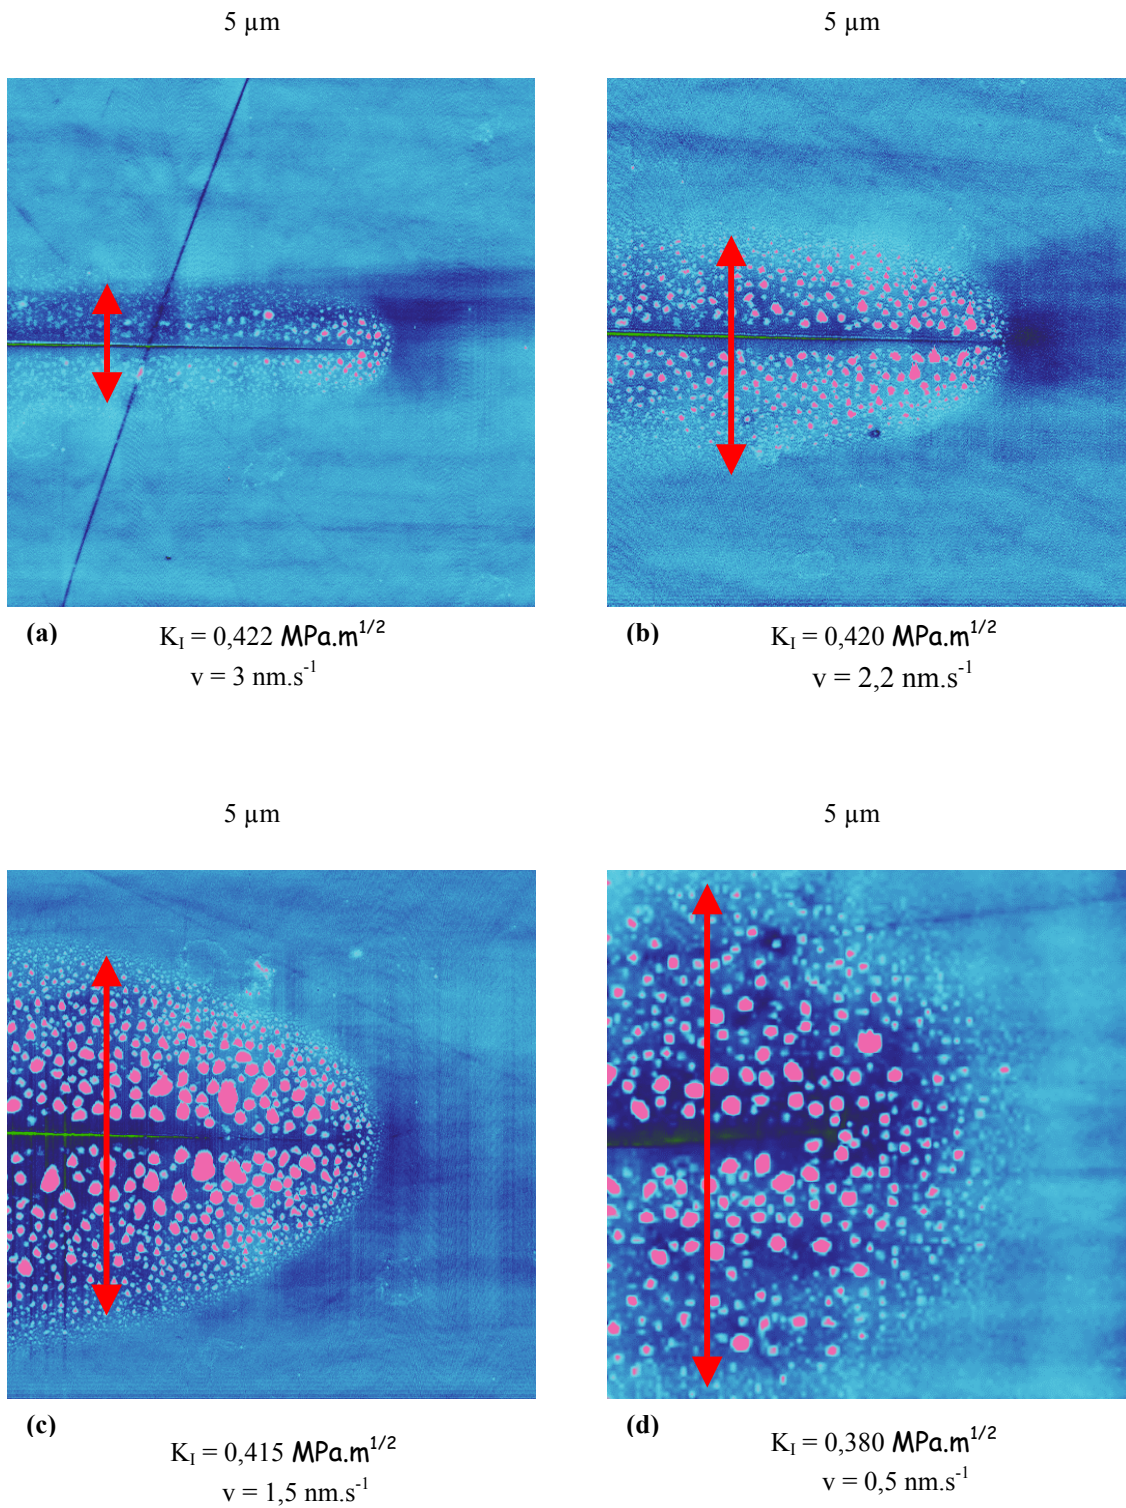 5 µm
5 µm
(a)
K_I = 0,422 MPa.m^1/2
v = 3 nm.s^-1
(b)
K_I = 0,420 MPa.m^1/2
v = 2,2 nm.s^-1
5 µm
5 µm
(c)
K_I = 0,415 MPa.m^1/2
v = 1,5 nm.s^-1
(d)
K_I = 0,380 MPa.m^1/2
v = 0,5 nm.s^-1